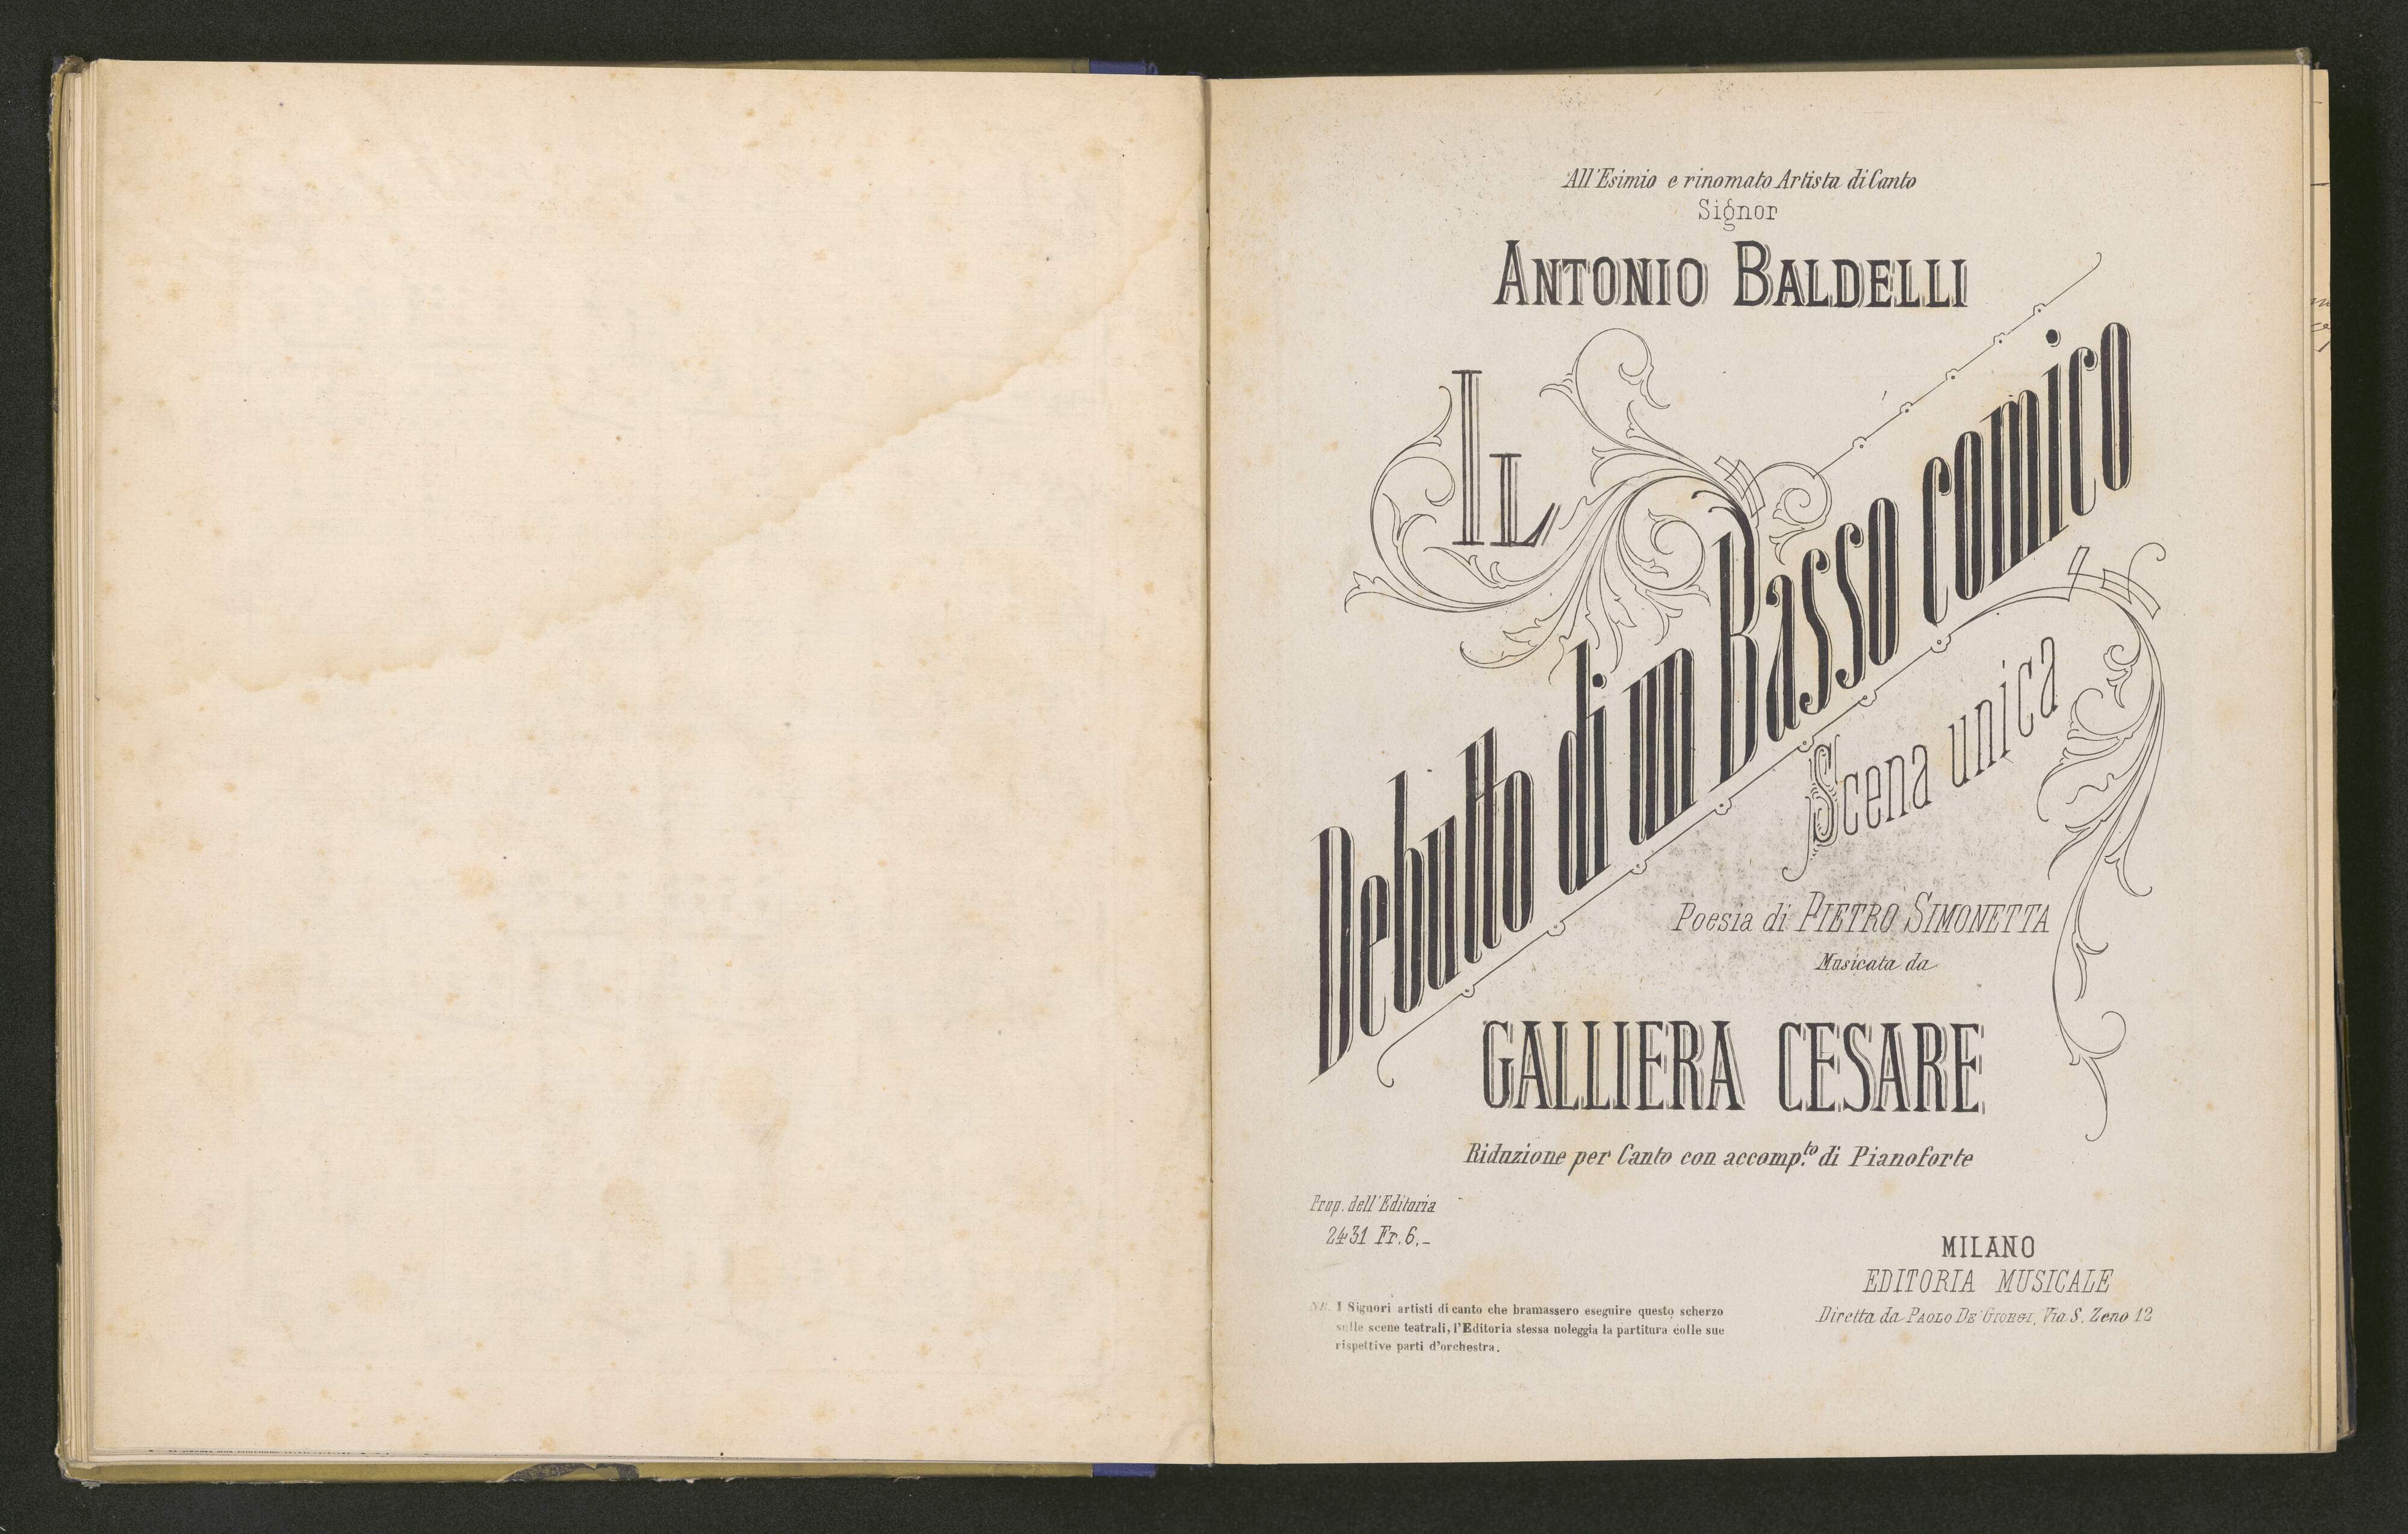 All'Esimio e rinomato Artista di Canto
Signor
ANTONIO BALDELLI
IL
Debutto di un Basso comico
Scena unica
Poesia di PIETRO SIMONETTA
Musicata da
GALLIERA CESARE
Riduzione per Canto con accomp.to di Pianoforte
Prop. dell'Editoria
2431 Fr. 6.-
MILANO
EDITORIA MUSICALE
Diretta da PAOLO DE' GIORGI, Via S. Zeno 12
NB. I Signori artisti di canto che bramassero eseguire questo scherzo
sulle scene teatrali, l'Editoria stessa noleggia la partitura colle sue
rispettive parti d'orchestra.